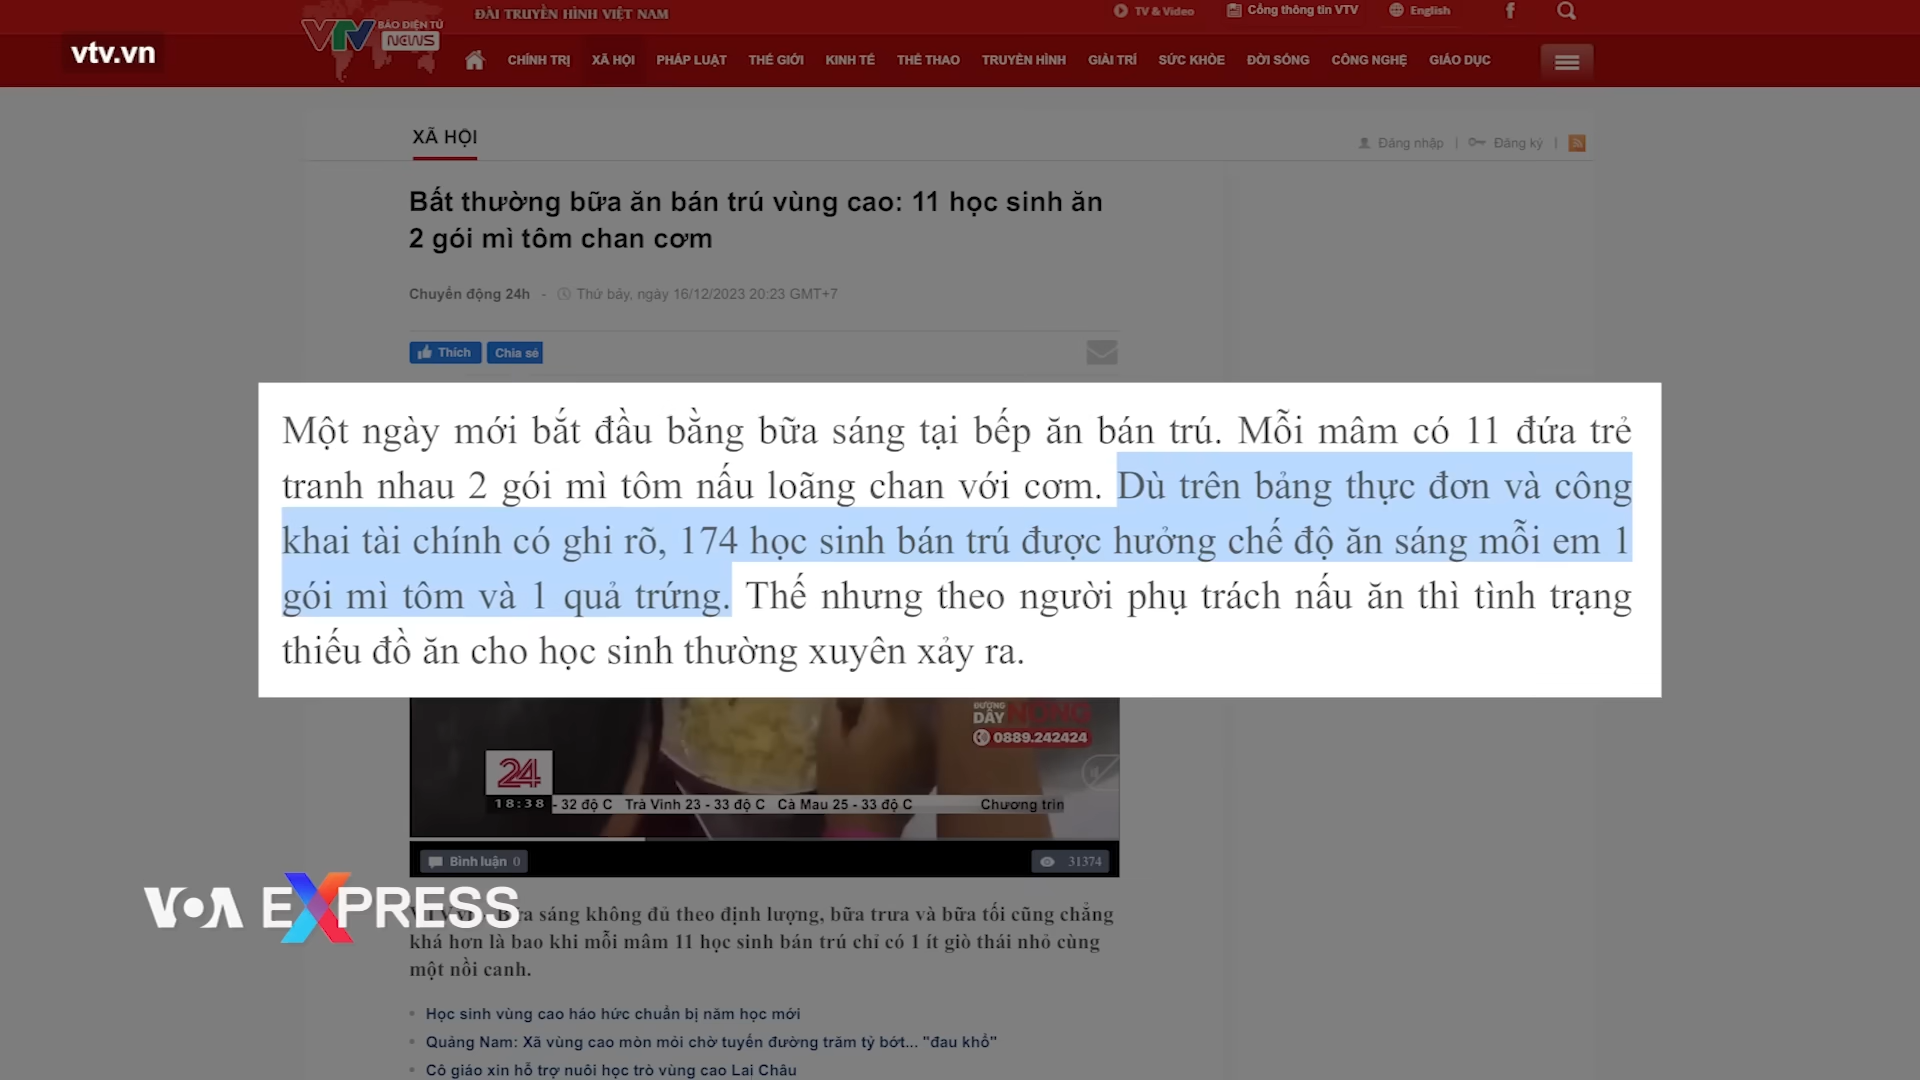 ĐÀI TRUYỀN HÌNH VIỆT NAM
TV & Video
Cổng thông tin VTV
English
vtv.vn
VTV BÁO ĐIỆN TỬ
NEWS
CHÍNH TRỊ XÃ HỘI PHÁP LUẬT THẾ GIỚI KINH TẾ THỂ THAO TRUYỀN HÌNH GIẢI TRÍ SỨC KHỎE ĐỜI SỐNG CÔNG NGHỆ GIÁO DỤC
XÃ HỘI
Đăng nhập | Đăng ký |
Bất thường bữa ăn bán trú vùng cao: 11 học sinh ăn
2 gói mì tôm chan cơm
Chuyển động 24h - Thứ bảy, ngày 16/12/2023 20:23 GMT+7
Thích Chia sẻ
Một ngày mới bắt đầu bằng bữa sáng tại bếp ăn bán trú. Mỗi mâm có 11 đứa trẻ
tranh nhau 2 gói mì tôm nấu loãng chan với cơm. Dù trên bảng thực đơn và công
khai tài chính có ghi rõ, 174 học sinh bán trú được hưởng chế độ ăn sáng mỗi em 1
gói mì tôm và 1 quả trứng. Thế nhưng theo người phụ trách nấu ăn thì tình trạng
thiếu đồ ăn cho học sinh thường xuyên xảy ra.
ĐƯỜNG
DÂY NÓNG
0889.242424
24
18:38 - 32 độ C Trà Vinh 23 - 33 độ C Cà Mau 25 - 33 độ C Chương trìn
Bình luận 0
31374
VOA EXPRESS
sáng không đủ theo định lượng, bữa trưa và bữa tối cũng chẳng
khá hơn là bao khi mỗi mâm 11 học sinh bán trú chỉ có 1 ít giò thái nhỏ cùng
một nồi canh.
Học sinh vùng cao háo hức chuẩn bị năm học mới
Quảng Nam: Xã vùng cao mòn mỏi chờ tuyến đường trăm tỷ bớt... "đau khổ"
Cô giáo xin hỗ trợ nuôi học trò vùng cao Lai Châu